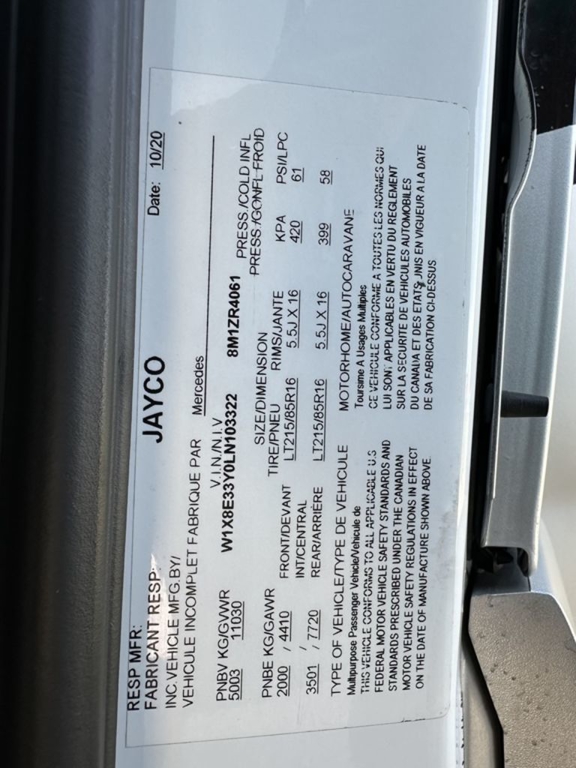 RESP MFR:
FABRICANT RESP: JAYCO Date: 10/20
INC.VEHICLE MFG.BY/
VEHICULE INCOMPLET FABRIQUE PAR Mercedes
V.I.N/N.I.V
PNBV KG/GVWR W1X8E33Y0LN103322 8M1ZR4061
5003 11030
SIZE/DIMENSION PRESS./COLD INFL
PNBE KG/GAWR TIRE/PNEU RIMS/JANTE PRESS./GONFL FROID
KPA PSI/LPC
2000 / 4410 FRONT/DEVANT LT215/85R16 5.5J X 16 420 61
/ INT/CENTRAL
3501 / 7720 REAR/ARRIÈRE LT215/85R16 5.5J X 16 399 58
TYPE OF VEHICLE/TYPE DE VEHICULE MOTORHOME/AUTOCARAVANE
Multipurpose Passenger Vehicle/Vehicule de Toursime A Usages Multiples
THIS VEHICLE CONFORMS TO ALL APPLICABLE U.S
FEDERAL MOTOR VEHICLE SAFETY STANDARDS AND
STANDARDS PRESCRIBED UNDER THE CANADIAN
MOTOR VEHICLE SAFETY REGULATIONS IN EFFECT
ON THE DATE OF MANUFACTURE SHOWN ABOVE.
CE VEHICULE CONFORME A TOUTES LES NORMES QUI
LUI SONT APPLICABLES EN VERTU DU REGLEMENT
SUR LA SECURITE DE VEHICULES AUTOMOBILES
DU CANADA ET DES ETATS UNIS EN VIGUEUR A LA DATE
DE SA FABRICATION CI-DESSUS